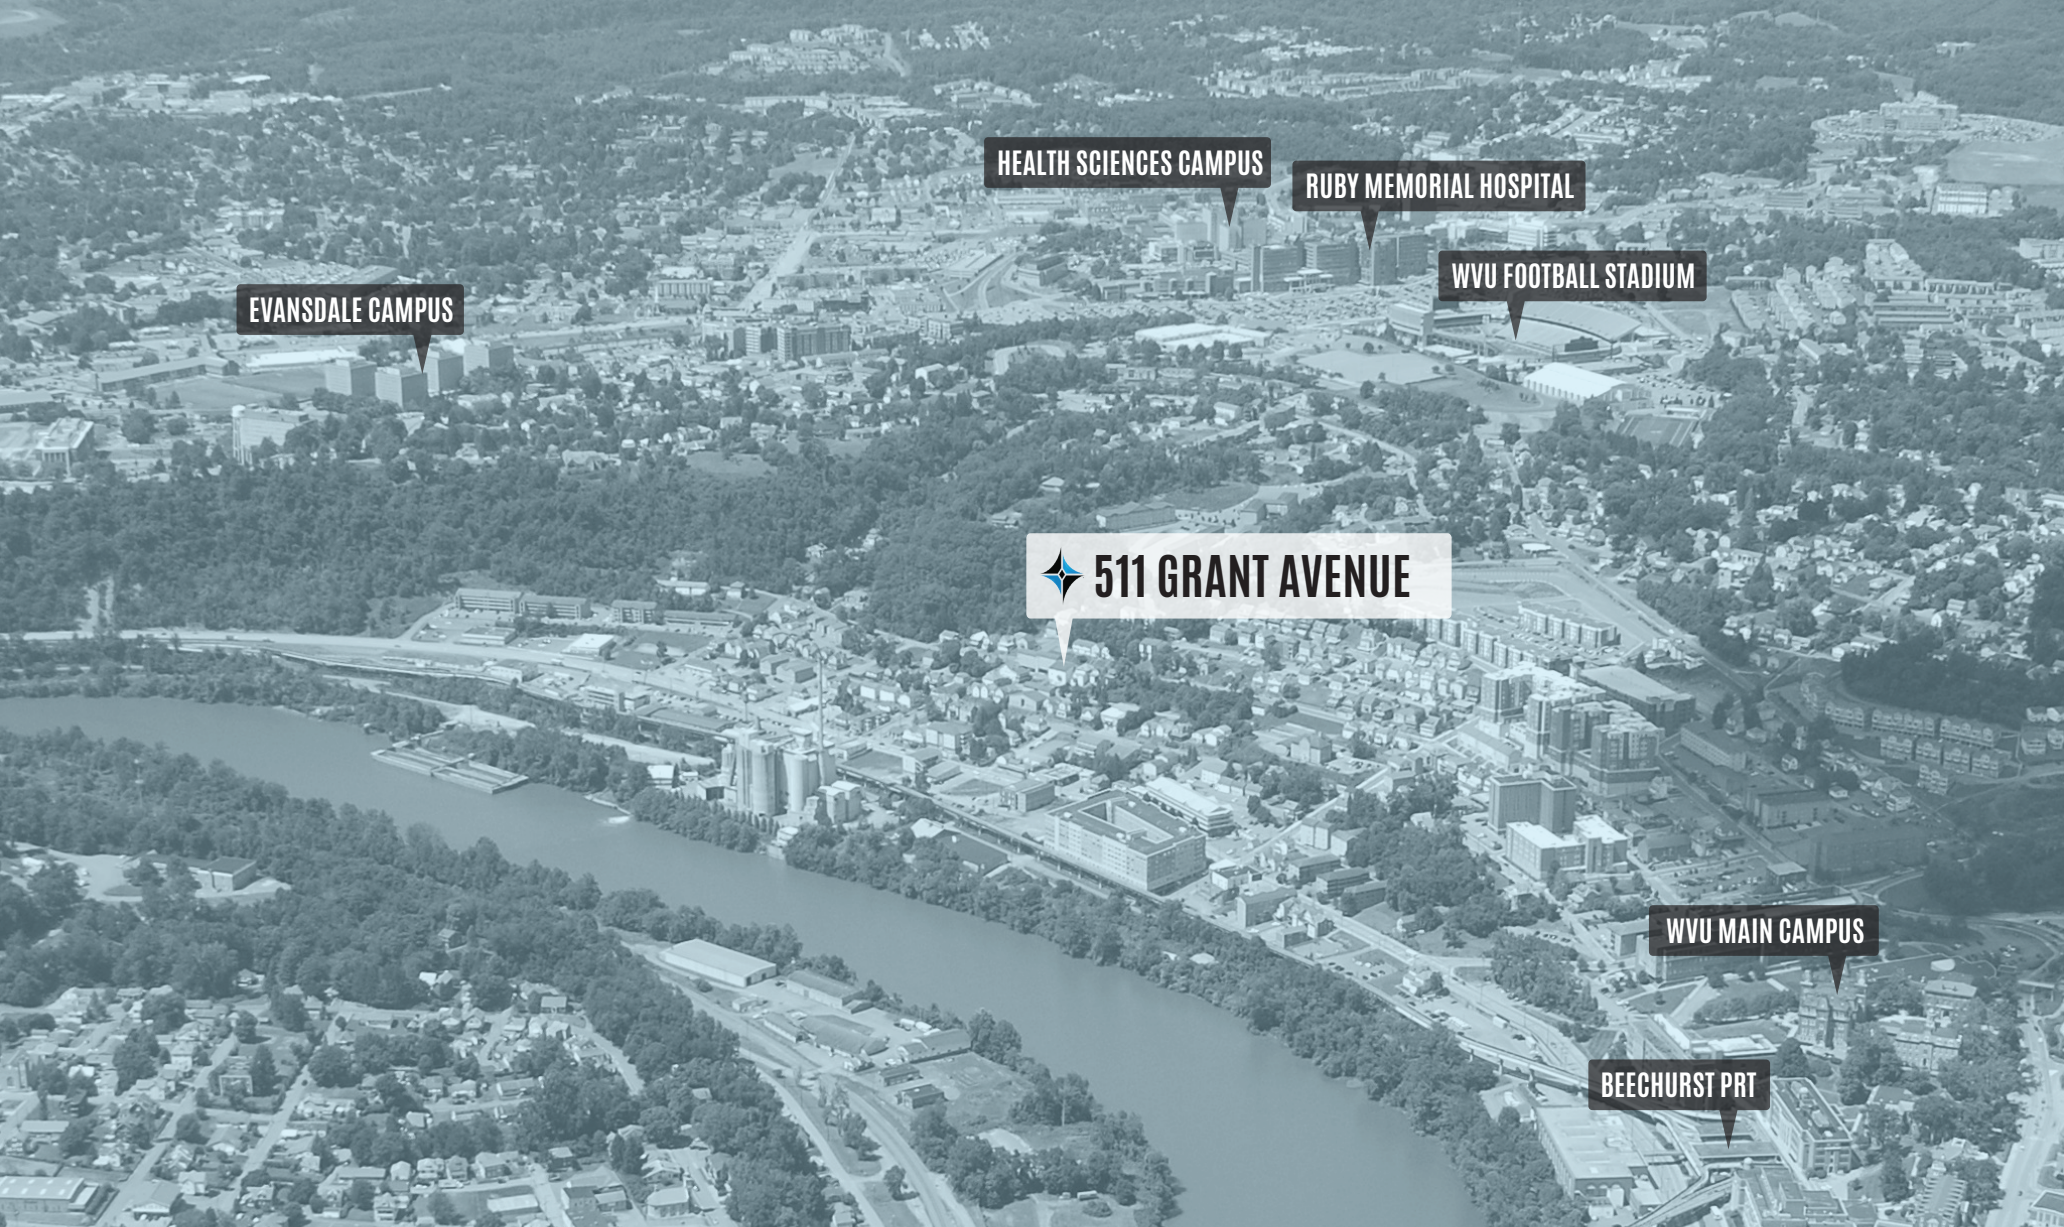 HEALTH SCIENCES CAMPUS
RUBY MEMORIAL HOSPITAL
WVU FOOTBALL STADIUM
EVANSDALE CAMPUS
511 GRANT AVENUE
WVU MAIN CAMPUS
BEECHURST PRT